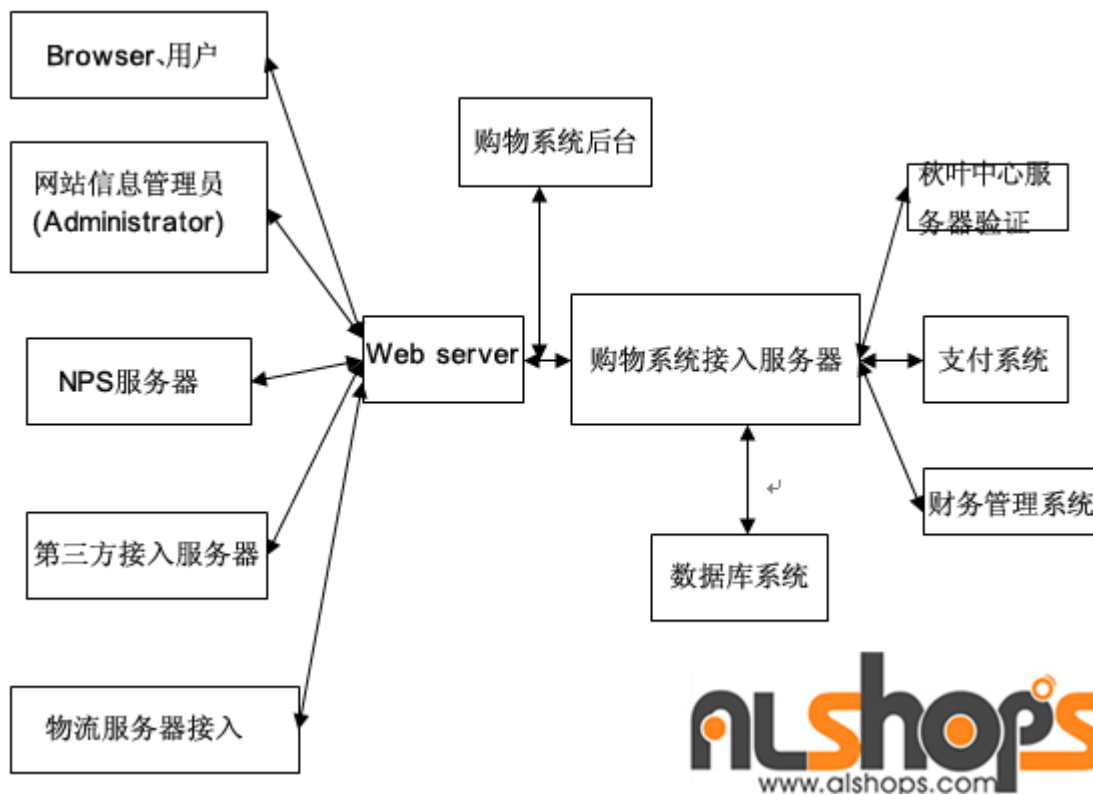 Browser、用户
购物系统后台
网站信息管理员
(Administrator)
秋叶中心服
务器验证
Web server
购物系统接入服务器
支付系统
NPS服务器
第三方接入服务器
财务管理系统
数据库系统
物流服务器接入
ALshops
www.alshops.com